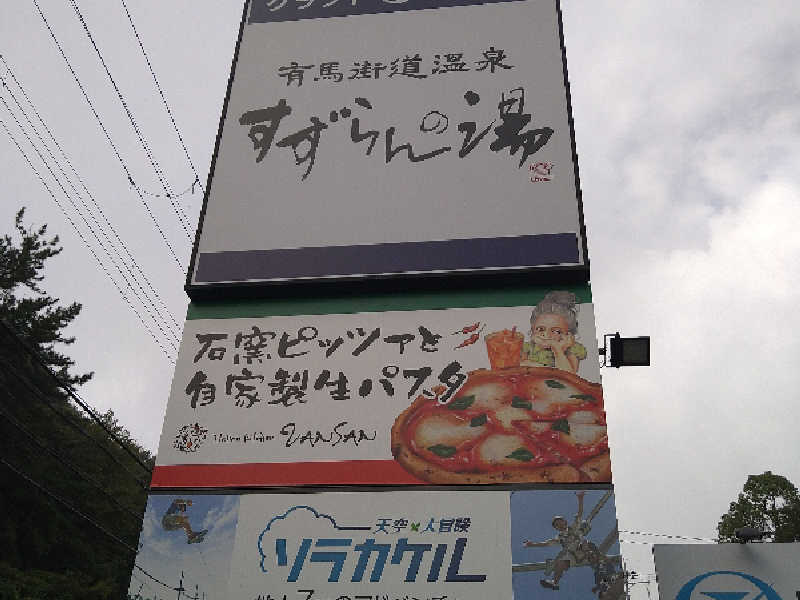 有馬街道温泉
すずらんの湯
石窯ピッツァと
自家製生パスタ
ZANSAN
天空×人冒険
ソラカケル